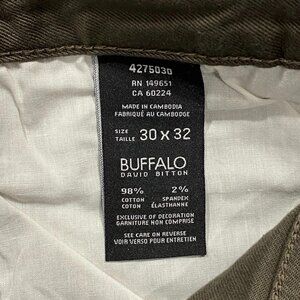 4275030
RN 149651
CA 60224
MADE IN CAMBODIA
FABRIQUÉ AU CAMBODGE
SIZE
TAILLE 30 x 32
BUFFALO
DAVID BITTON
98% 2%
COTTON SPANDEX
COTON ÉLASTHANNE
EXCLUSIVE OF DECORATION
GARNITURE NON COMPRISE
SEE CARE ON REVERSE
VOIR VERSO POUR ENTRETIEN